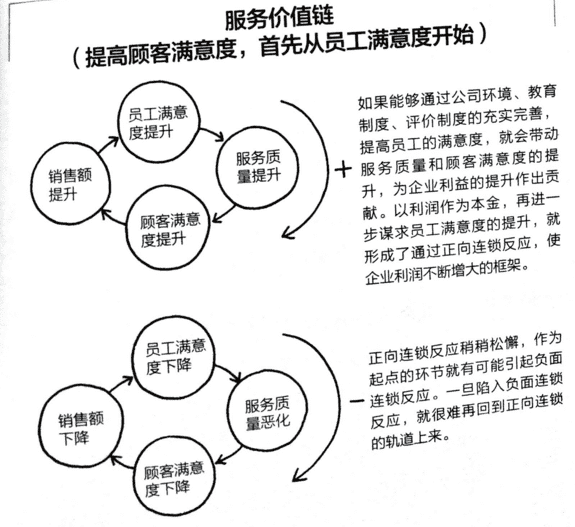 服务价值链
（提高顾客满意度，首先从员工满意度开始）
员工满意
度提升
服务质
量提升
顾客满意
度提升
销售额
提升
+
如果能够通过公司环境、教育
制度、评价制度的充实完善，
提高员工的满意度，就会带动
服务质量和顾客满意度的提
升，为企业利益的提升作出贡
献。以利润作为本金，再进一
步谋求员工满意度的提升，就
形成了通过正向连锁反应，使
企业利润不断增大的框架。
员工满意
度下降
服务质
量恶化
顾客满意
度下降
销售额
下降
−
正向连锁反应稍稍松懈，作为
起点的环节就有可能引起负面
连锁反应。一旦陷入负面连锁
反应，就很难再回到正向连锁
的轨道上来。